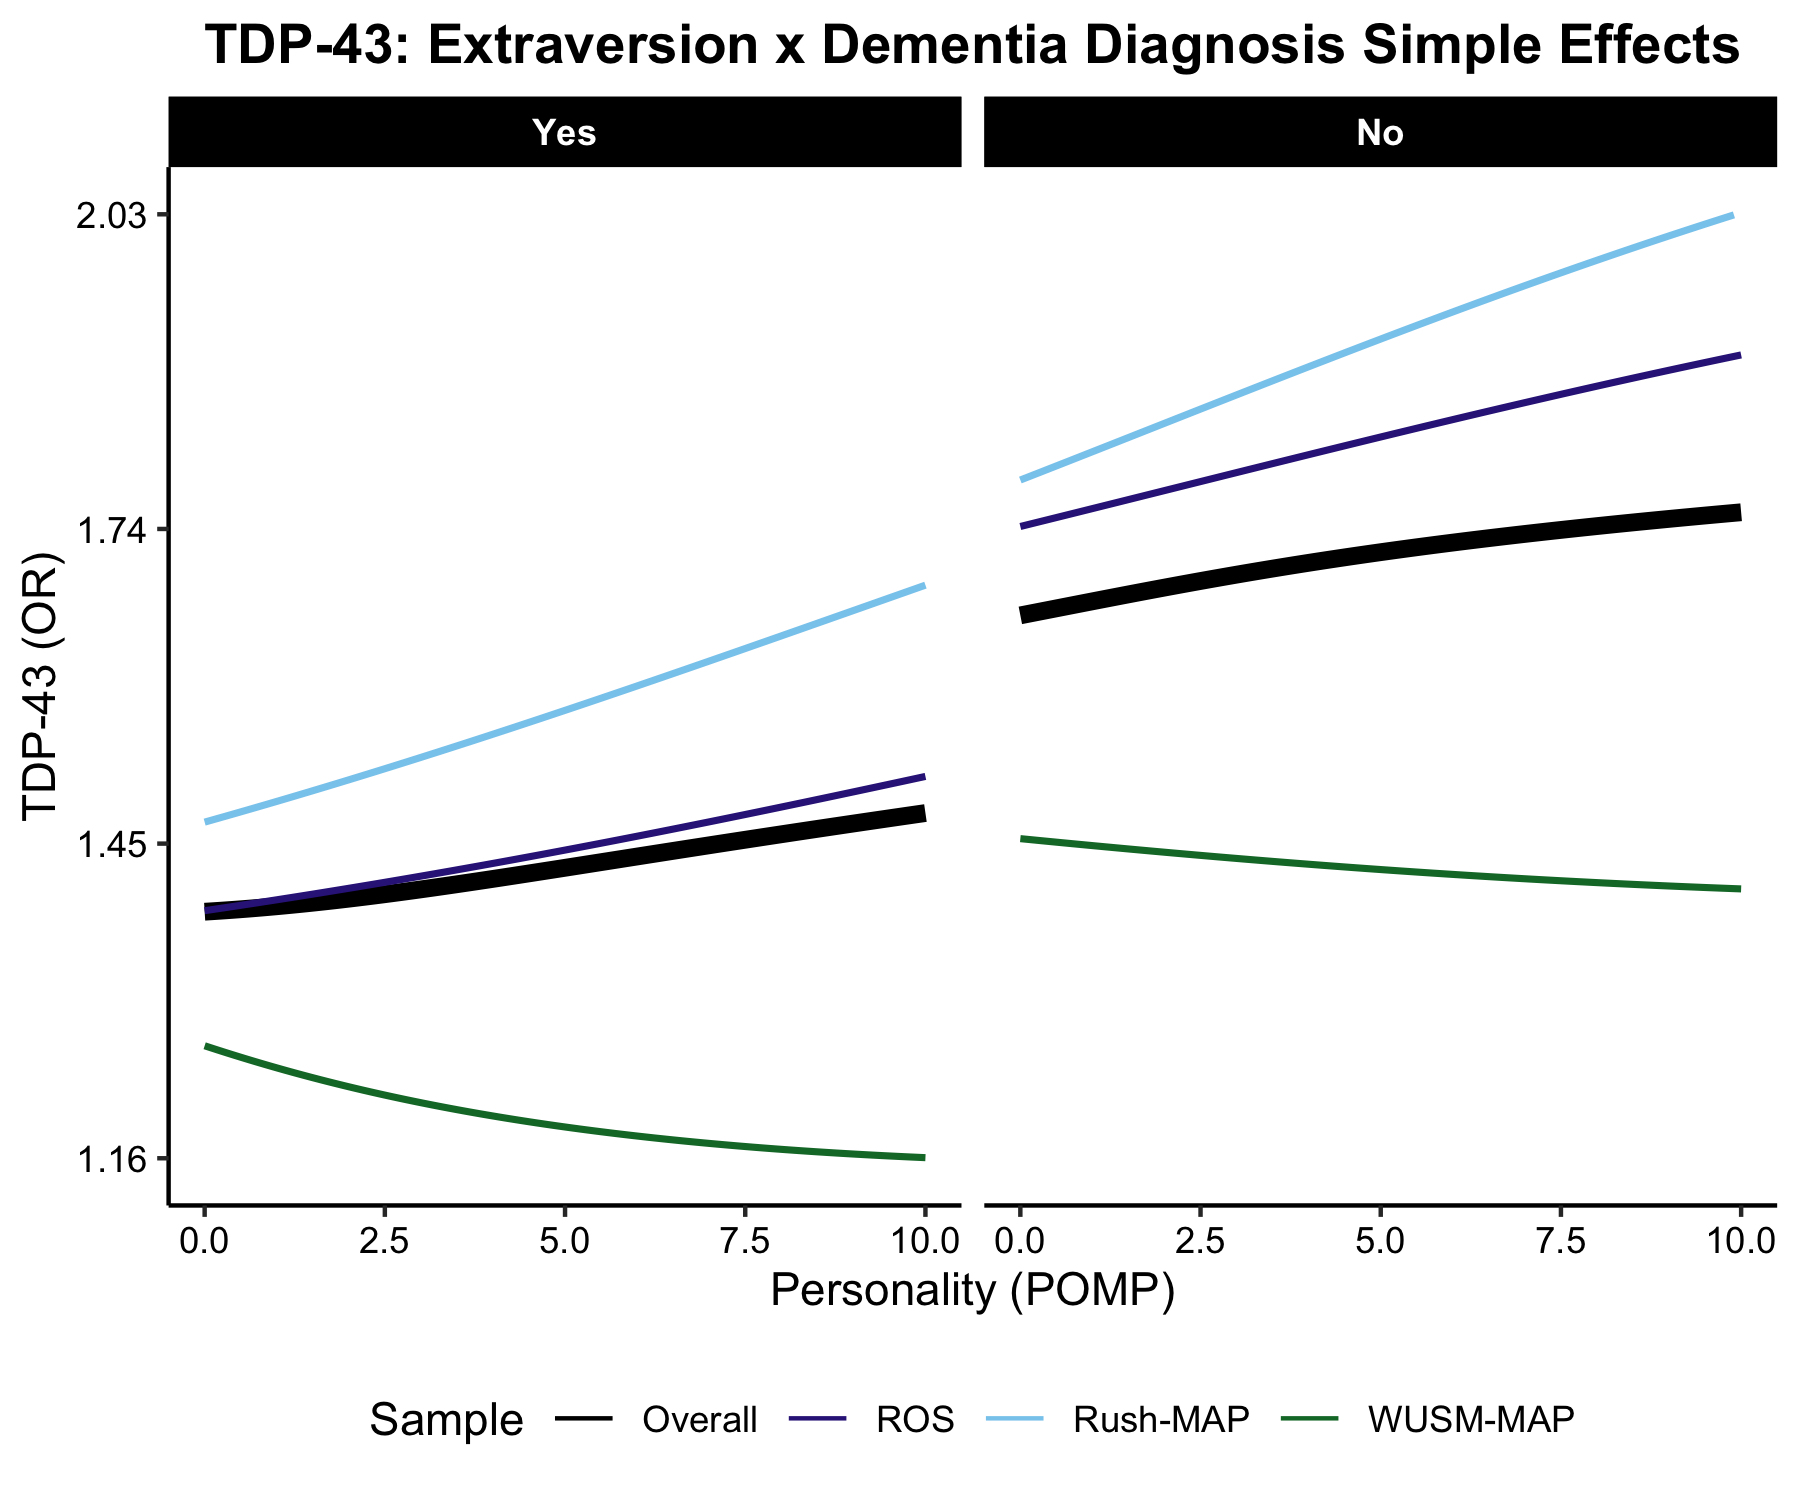 TDP-43: Extraversion x Dementia Diagnosis Simple Effects
Yes
No
TDP-43 (OR)
2.03
1.74
1.45
1.16
0.0 2.5 5.0 7.5 10.0
0.0 2.5 5.0 7.5 10.0
Personality (POMP)
Sample Overall ROS Rush-MAP WUSM-MAP